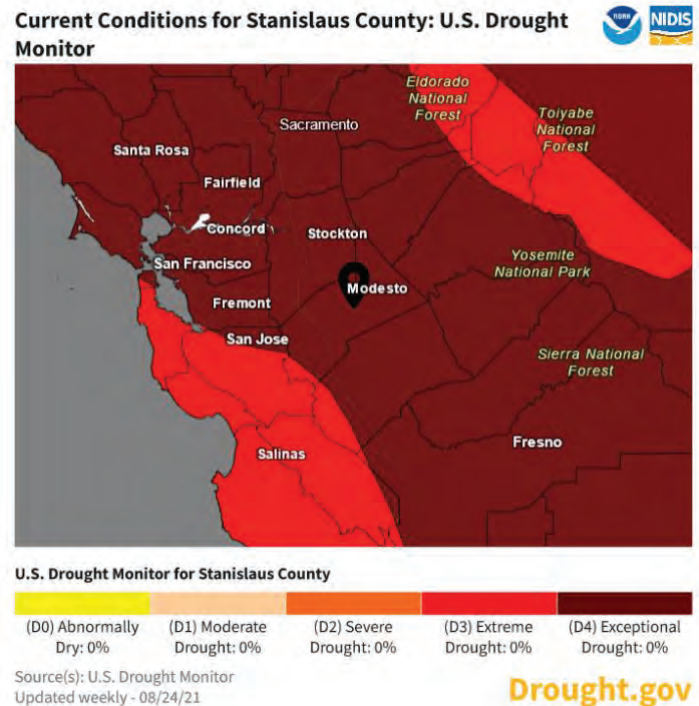 Current Conditions for Stanislaus County: U.S. Drought
Monitor
NOAA
NIDIS
Eldorado
National
Forest
Toiyabe
National
Forest
Sacramento
Santa Rosa
Fairfield
Concord
Stockton
San Francisco
Yosemite
National Park
Modesto
Fremont
San Jose
Sierra National
Forest
Fresno
Salinas
U.S. Drought Monitor for Stanislaus County
(D0) Abnormally
Dry: 0%
(D1) Moderate
Drought: 0%
(D2) Severe
Drought: 0%
(D3) Extreme
Drought: 0%
(D4) Exceptional
Drought: 0%
Source(s): U.S. Drought Monitor
Updated weekly - 08/24/21
Drought.gov